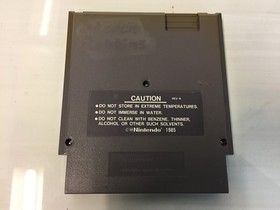 CAUTION
• DO NOT STORE IN EXTREME TEMPERATURES.
• DO NOT IMMERSE IN WATER.
• DO NOT CLEAN WITH BENZENE, THINNER,
ALCOHOL OR OTHER SUCH SOLVENTS.
Nintendo® 1985